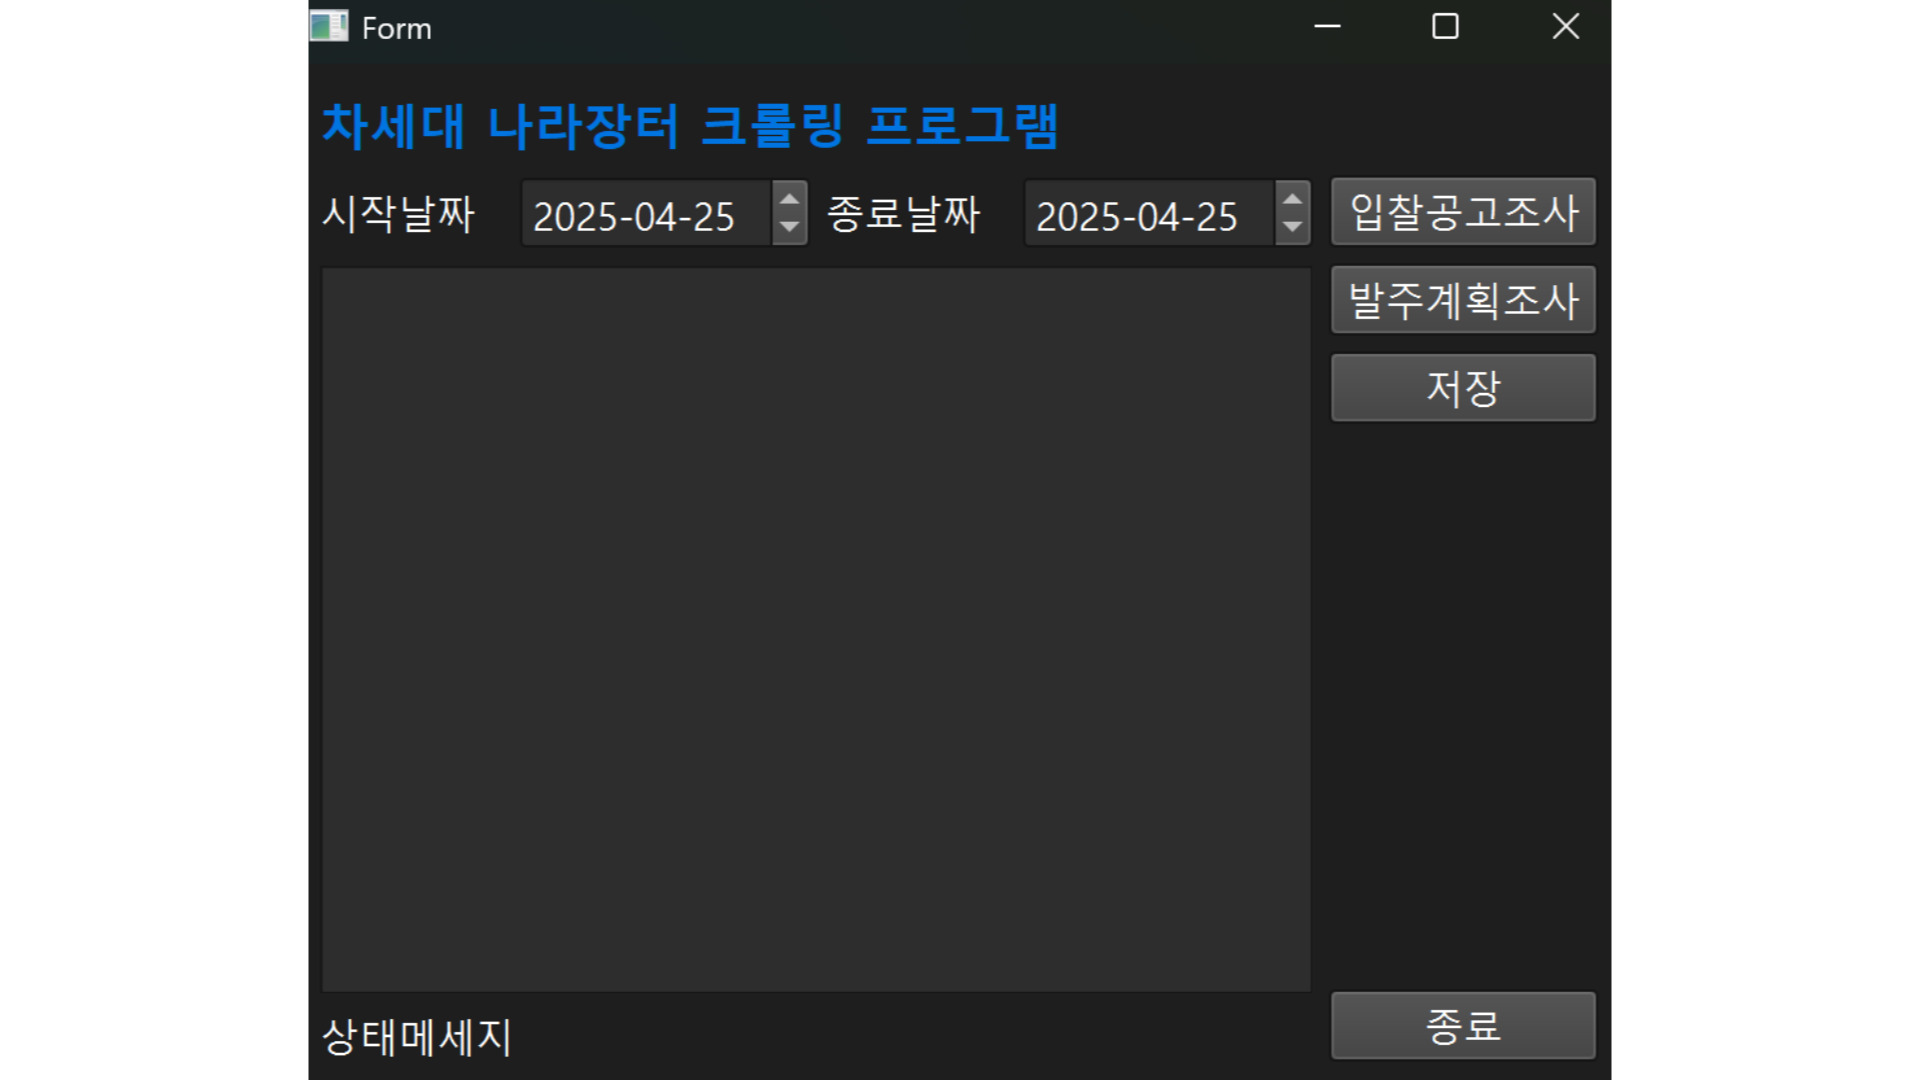 Form
차세대 나라장터 크롤링 프로그램
시작날짜 2025-04-25 종료날짜 2025-04-25 입찰공고조사
발주계획조사
저장
상태메세지 종료